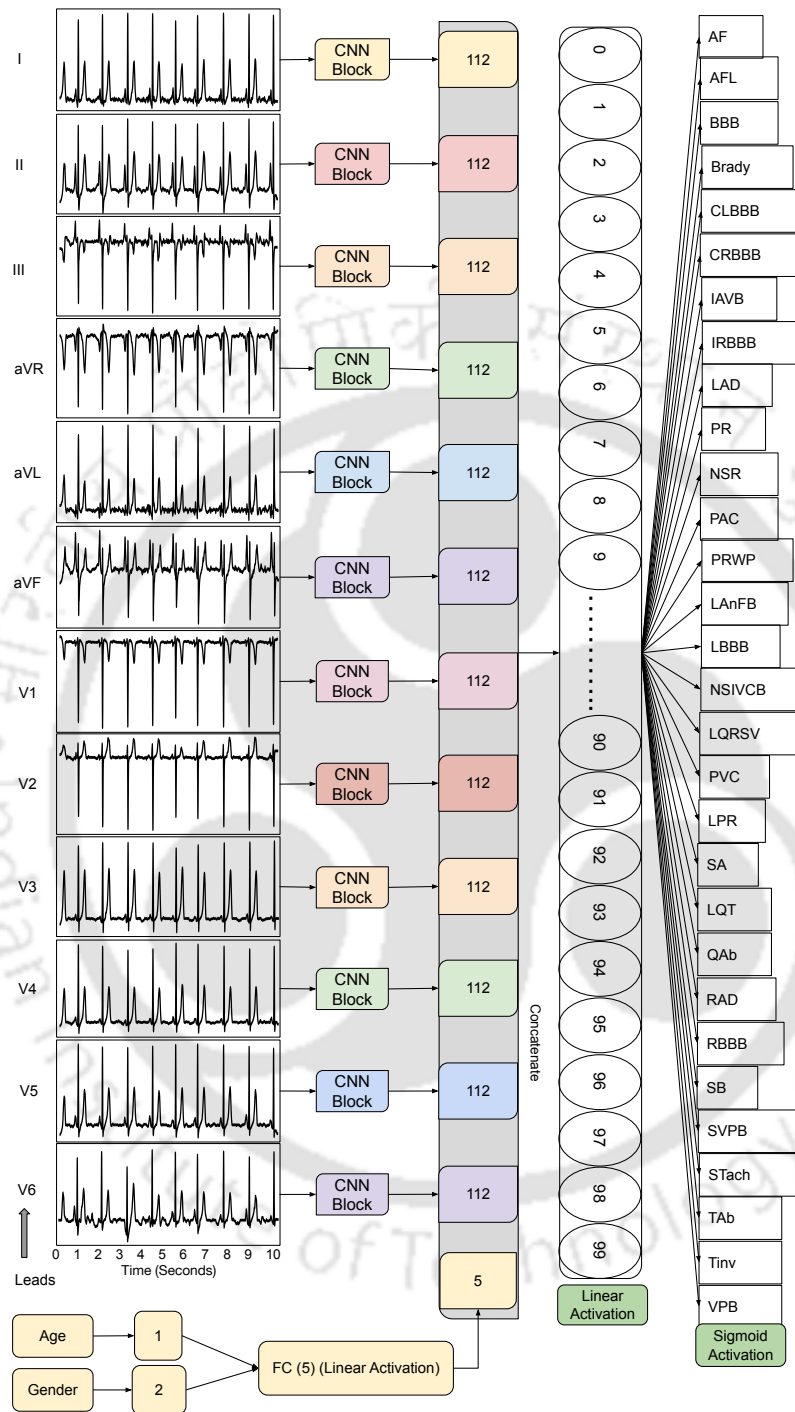 I
CNN
Block
112
II
CNN
Block
112
III
CNN
Block
112
aVR
CNN
Block
112
aVL
CNN
Block
112
aVF
CNN
Block
112
V1
CNN
Block
112
V2
CNN
Block
112
V3
CNN
Block
112
V4
CNN
Block
112
V5
CNN
Block
112
V6
CNN
Block
112
0 1 2 3 4 5 6 7 8 9 10
Time (Seconds)
Leads
5
Age
1
Gender
2
FC (5) (Linear Activation)
Concatenate
0
1
2
3
4
5
6
7
8
9
90
91
92
93
94
95
96
97
98
99
Linear
Activation
AF
AFL
BBB
Brady
CLBBB
CRBBB
IAVB
IRBBB
LAD
PR
NSR
PAC
PRWP
LAnFB
LBBB
NSIVCB
LQRSV
PVC
LPR
SA
LQT
QAb
RAD
RBBB
SB
SVPB
STach
TAb
Tinv
VPB
Sigmoid
Activation
Indian Institute of Technology